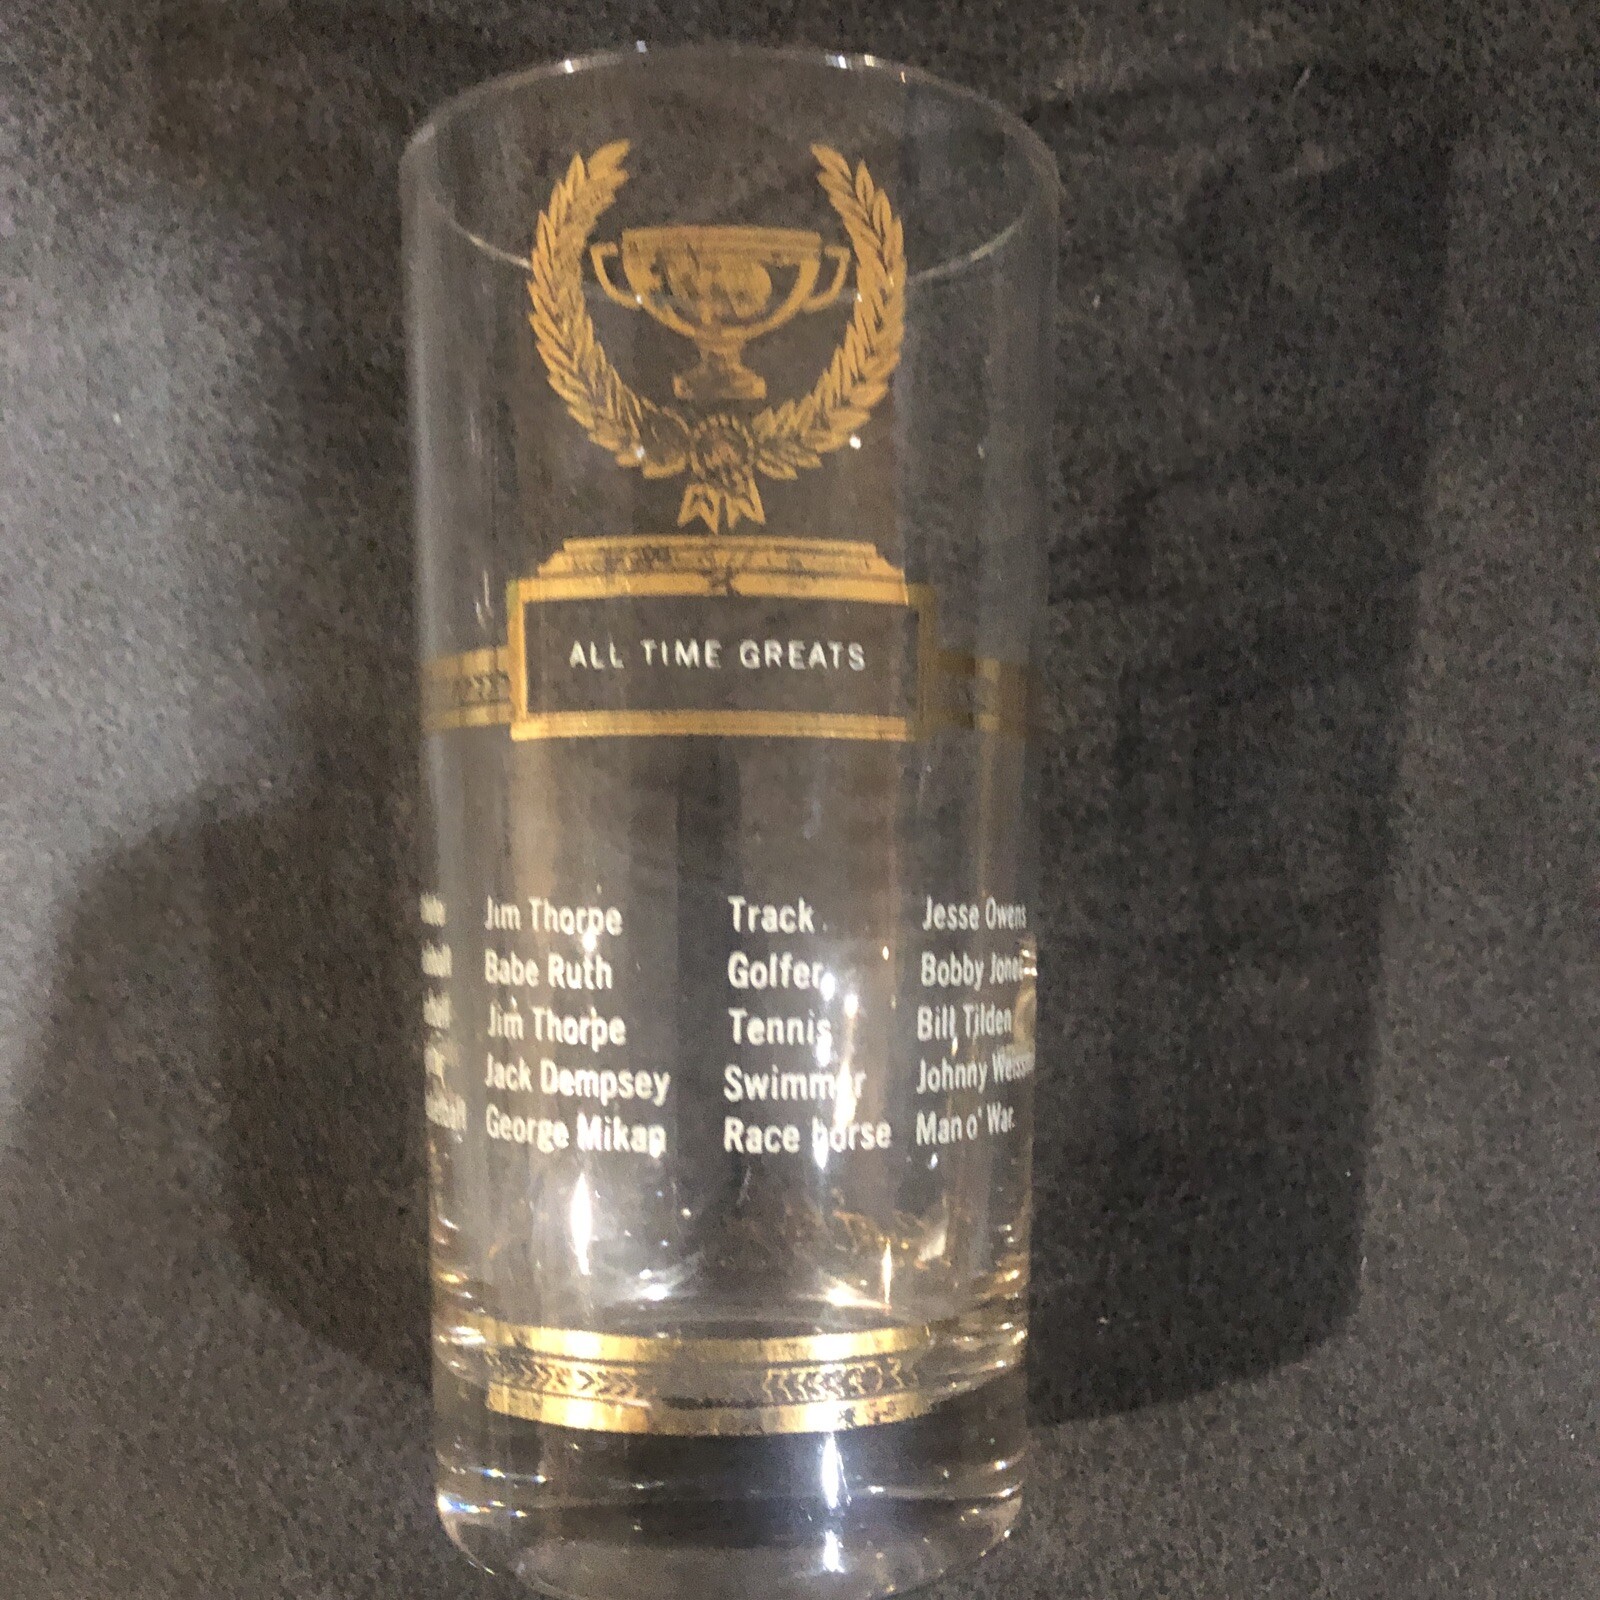 ALL TIME GREATS
Jim Thorpe Track Jesse Owens
Babe Ruth Golfer Bobby Jones
Jim Thorpe Tennis Bill Tilden
Jack Dempsey Swimmer Johnny
George Mikan Race horse Man o' War